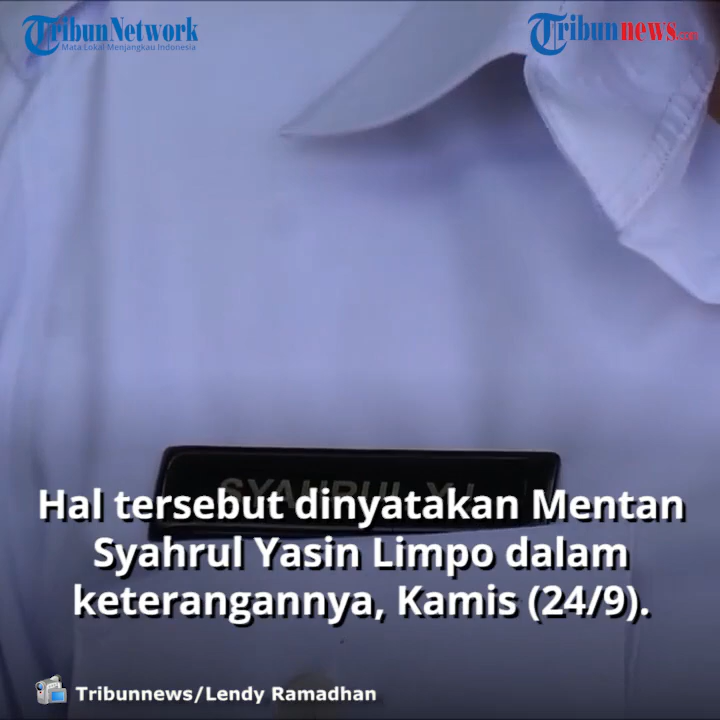 TribunNetwork
Mata Lokal Menjangkau Indonesia
Tribunnews.com
SYAHRUL Y.L
Hal tersebut dinyatakan Mentan
Syahrul Yasin Limpo dalam
keterangannya, Kamis (24/9).
Tribunnews/Lendy Ramadhan